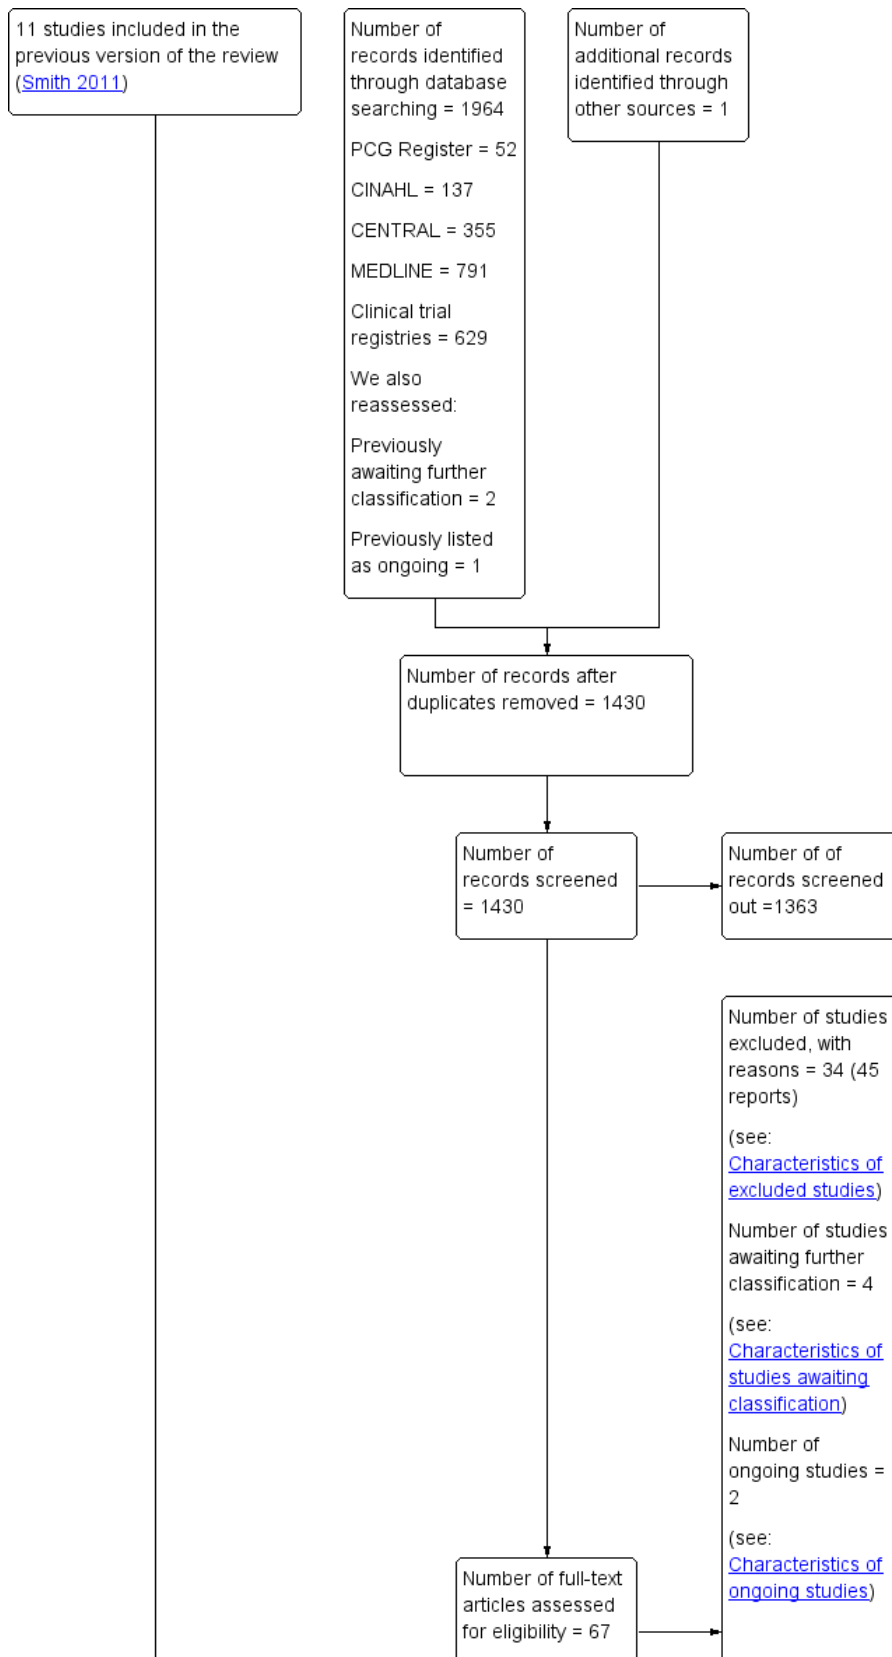 11 studies included in the
previous version of the review
(Smith 2011)
Number of
records identified
through database
searching = 1964
PCG Register = 52
CINAHL = 137
CENTRAL = 355
MEDLINE = 791
Clinical trial
registries = 629
We also
reassessed:
Previously
awaiting further
classification = 2
Previously listed
as ongoing = 1
Number of
additional records
identified through
other sources = 1
Number of records after
duplicates removed = 1430
Number of
records screened
= 1430
Number of of
records screened
out =1363
Number of studies
excluded, with
reasons = 34 (45
reports)
(see:
Characteristics of
excluded studies)
Number of studies
awaiting further
classification = 4
(see:
Characteristics of
studies awaiting
classification)
Number of
ongoing studies =
2
(see:
Characteristics of
ongoing studies)
Number of full-text
articles assessed
for eligibility = 67